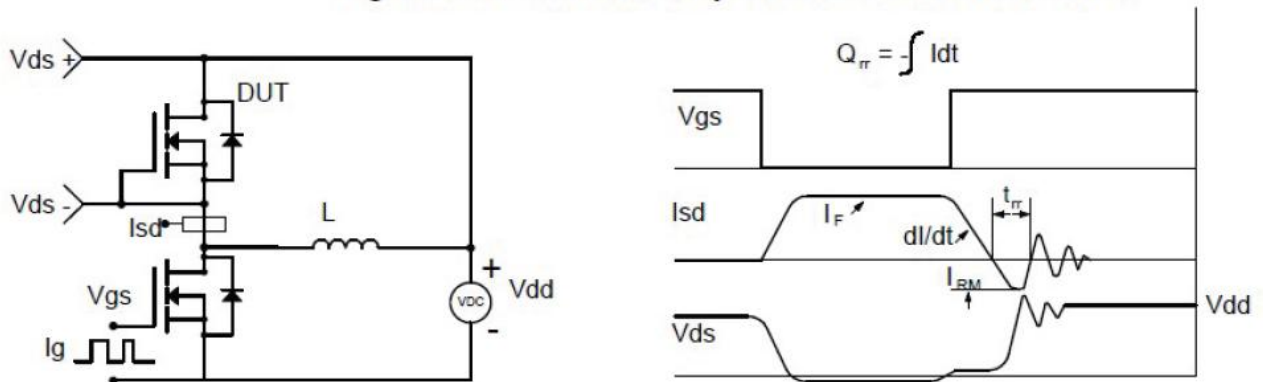 Vds +
DUT
Vds -
Isd
L
Vgs
+
VDC
Vdd
-
Ig
Qrr = -∫ Idt
Vgs
Isd
IF
dI/dt
trr
IRM
Vds
Vdd